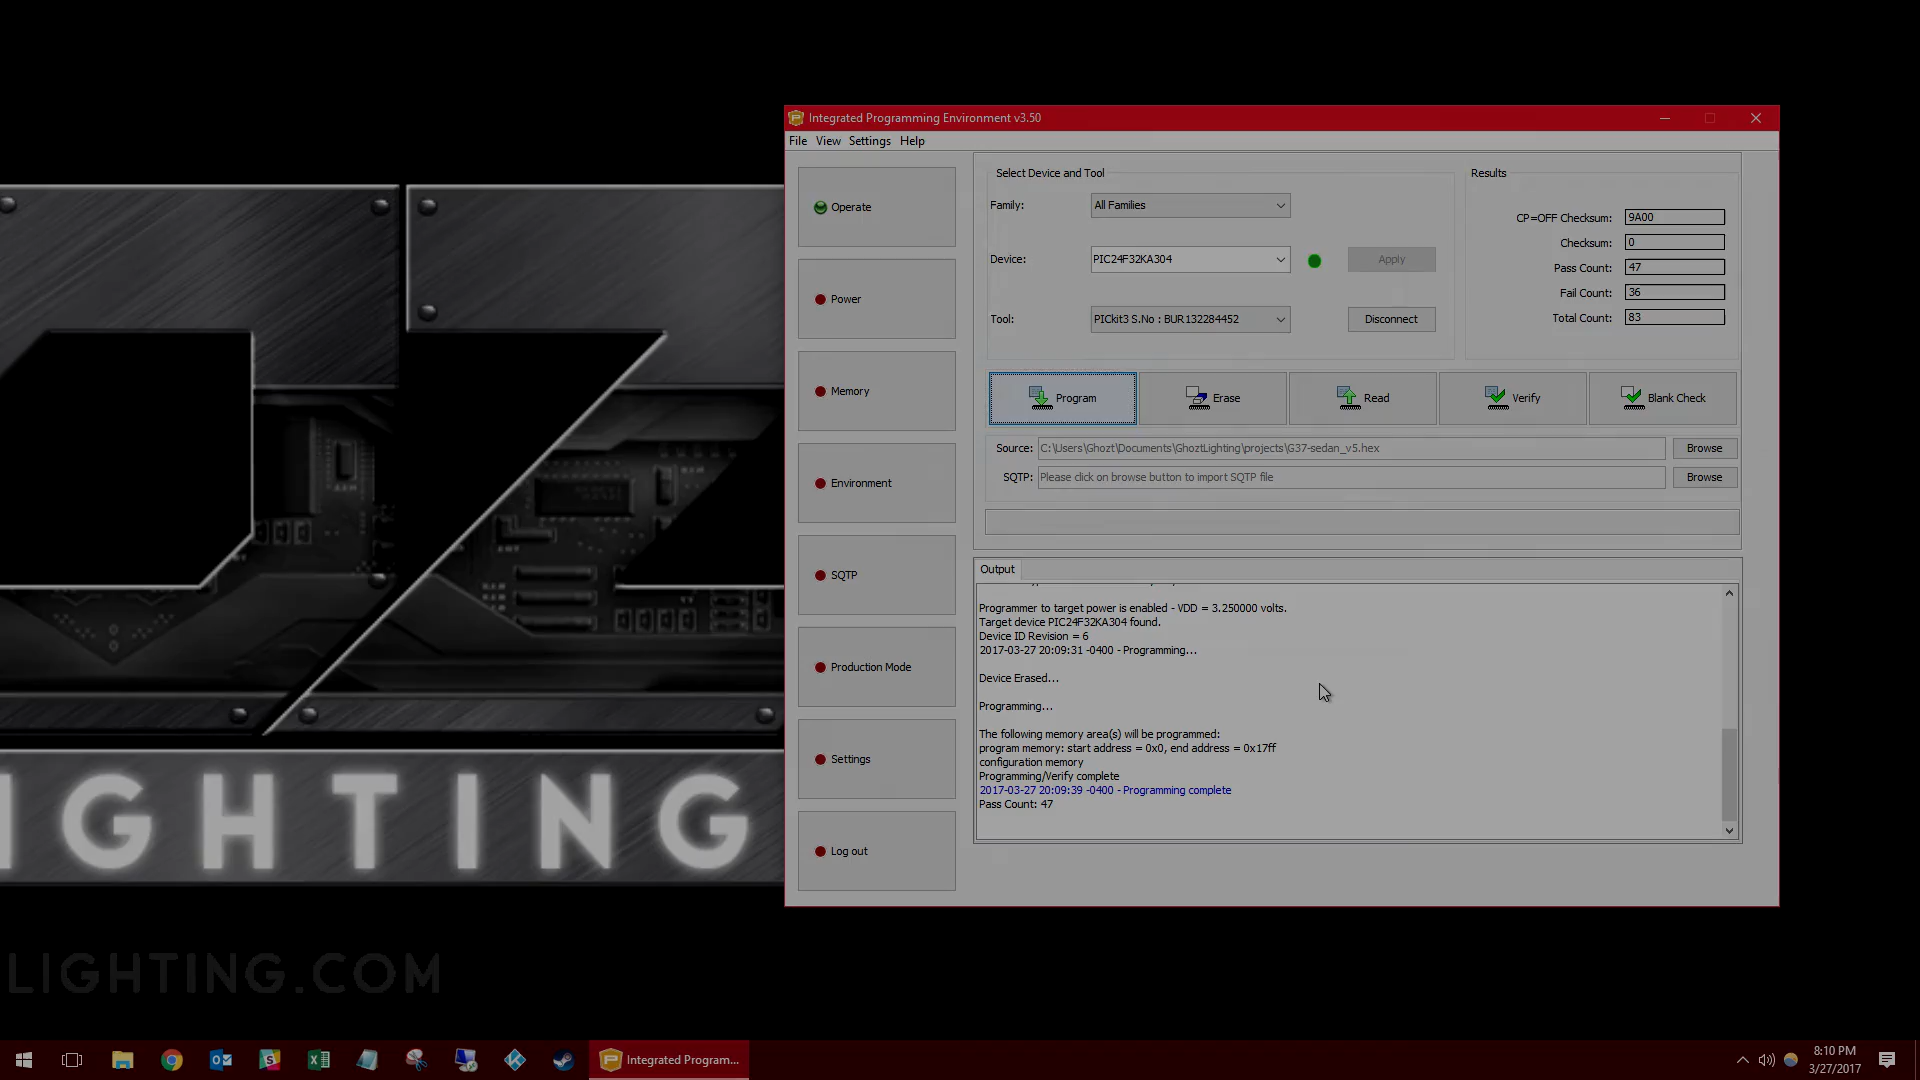 Integrated Programming Environment v3.50
File View Settings Help
Operate
Power
Memory
Environment
SQTP
Production Mode
Settings
Log out
Select Device and Tool
Family: All Families
Device: PIC24F32KA304 Apply
Tool: PICkit3 S.No : BUR132284452 Disconnect
Results
CP=OFF Checksum: 9A00
Checksum: 0
Pass Count: 47
Fail Count: 36
Total Count: 83
Program Erase Read Verify Blank Check
Source: C:\Users\Ghozt\Documents\GhoztLighting\projects\G37-sedan_v5.hex Browse
SQTP: Please click on browse button to import SQTP file Browse
Output
Programmer to target power is enabled - VDD = 3.250000 volts.
Target device PIC24F32KA304 found.
Device ID Revision = 6
2017-03-27 20:09:31 -0400 - Programming...
Device Erased...
Programming...
The following memory area(s) will be programmed:
program memory: start address = 0x0, end address = 0x17ff
configuration memory
Programming/Verify complete
2017-03-27 20:09:39 -0400 - Programming complete
Pass Count: 47
IGHTING
LIGHTING.COM
Integrated Program...
8:10 PM
3/27/2017